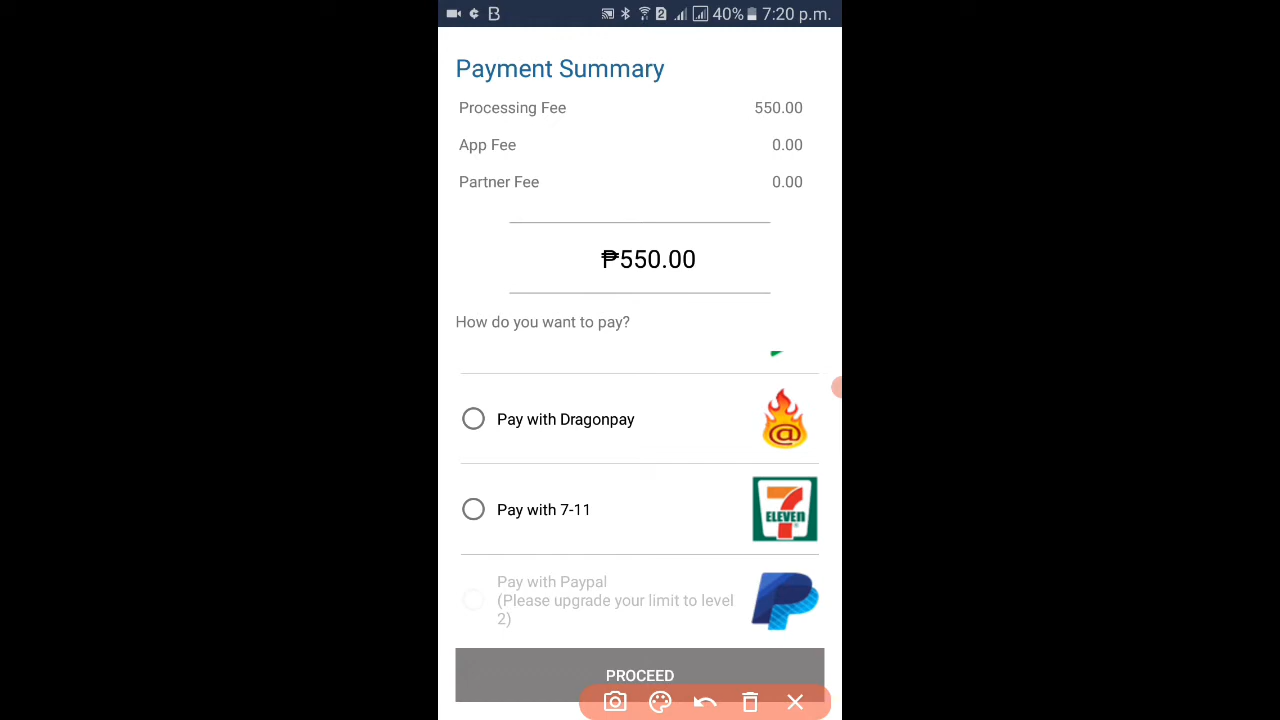 B 2 40% 7:20 p.m.
Payment Summary
Processing Fee 550.00
App Fee 0.00
Partner Fee 0.00
₱550.00
How do you want to pay?
Pay with Dragonpay @
Pay with 7-11 7 ELEVEN
Pay with Paypal
(Please upgrade your limit to level
2)
PROCEED